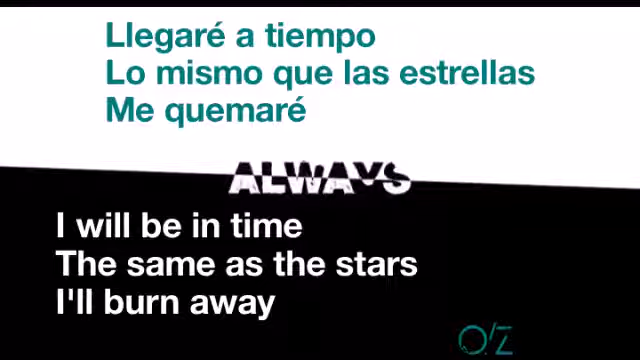 Llegaré a tiempo
Lo mismo que las estrellas
Me quemaré
ALWAYS
I will be in time
The same as the stars
I'll burn away
O/Z